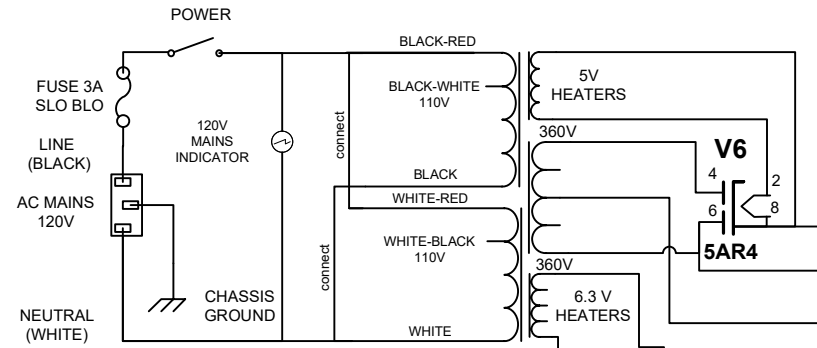 POWER
FUSE 3A
SLO BLO
LINE
(BLACK)
AC MAINS
120V
NEUTRAL
(WHITE)
CHASSIS
GROUND
120V
MAINS
INDICATOR
connect
connect
BLACK-RED
BLACK-WHITE
110V
BLACK
WHITE-RED
WHITE-BLACK
110V
WHITE
5V
HEATERS
360V
360V
6.3 V
HEATERS
V6
4
6
2
8
5AR4